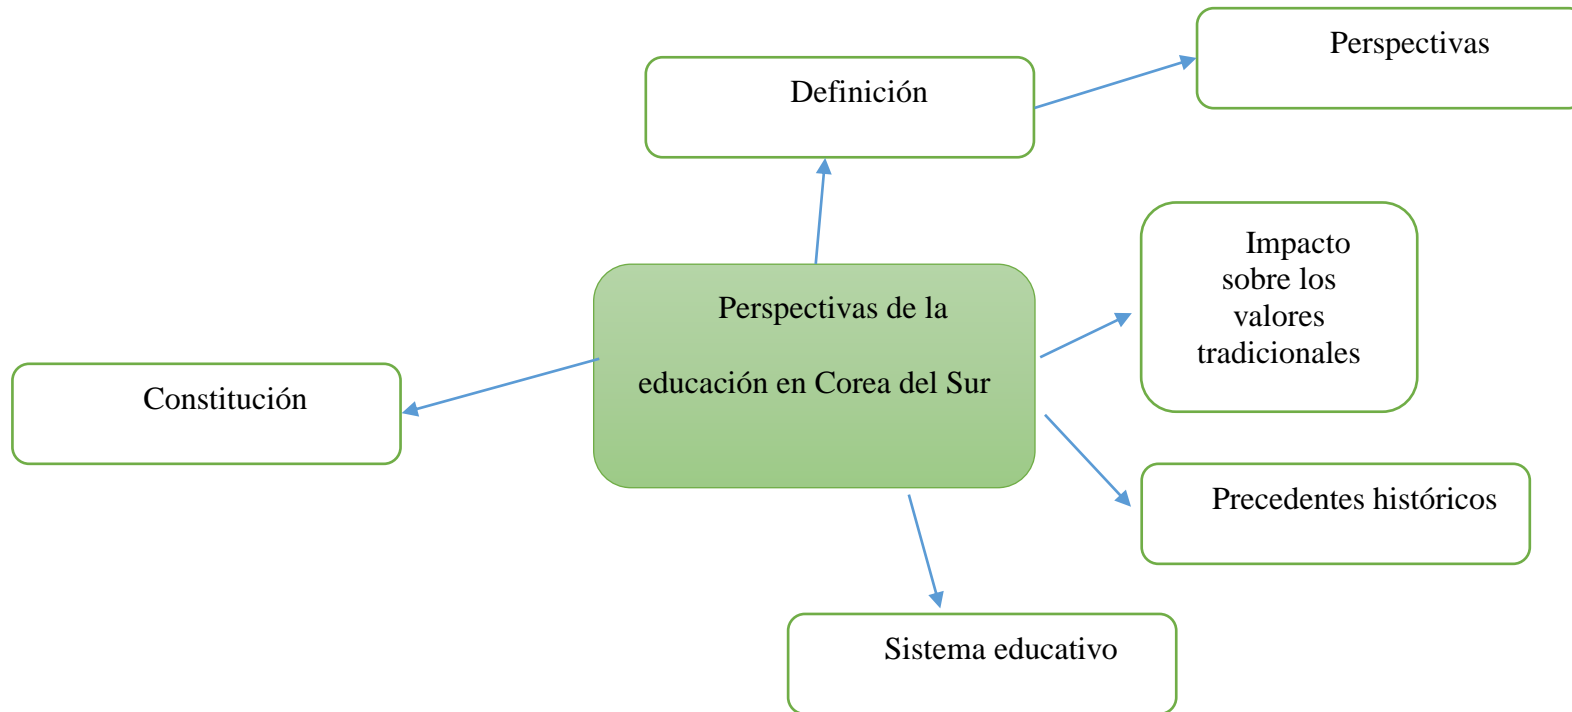 Perspectivas
Definición
Impacto
sobre los
valores
tradicionales
Perspectivas de la
educación en Corea del Sur
Constitución
Precedentes históricos
Sistema educativo